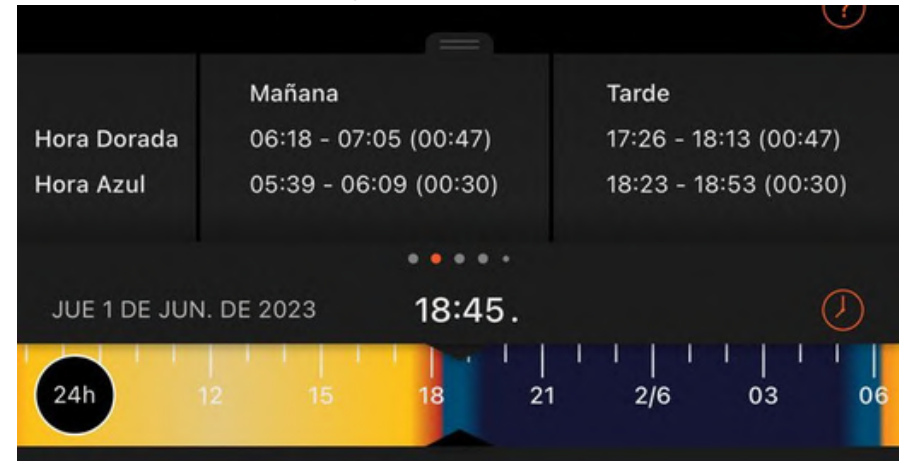 ?
Mañana Tarde
Hora Dorada 06:18 - 07:05 (00:47) 17:26 - 18:13 (00:47)
Hora Azul 05:39 - 06:09 (00:30) 18:23 - 18:53 (00:30)
JUE 1 DE JUN. DE 2023 18:45.
24h 12 15 18 21 2/6 03 06